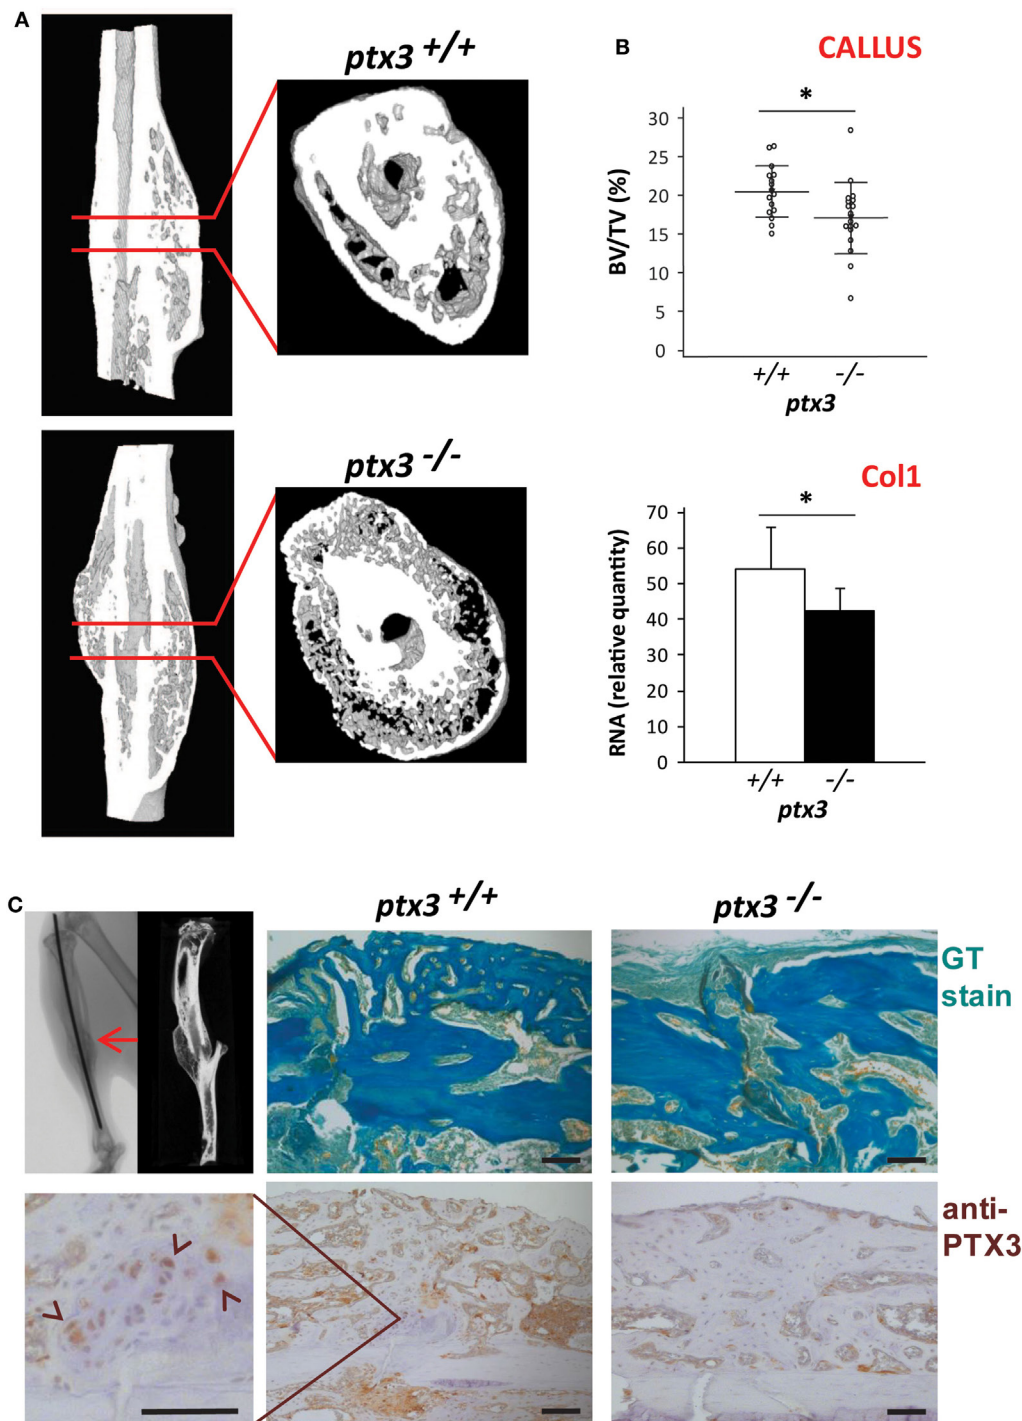 A
ptx3 +/+
ptx3 -/-
B
CALLUS
*
BV/TV (%)
30
25
20
15
10
5
0
+/+ -/-
ptx3
Col1
*
RNA (relative quantity)
70
60
50
40
30
20
10
0
+/+ -/-
ptx3
C
ptx3 +/+
ptx3 -/-
GT
stain
anti-
PTX3